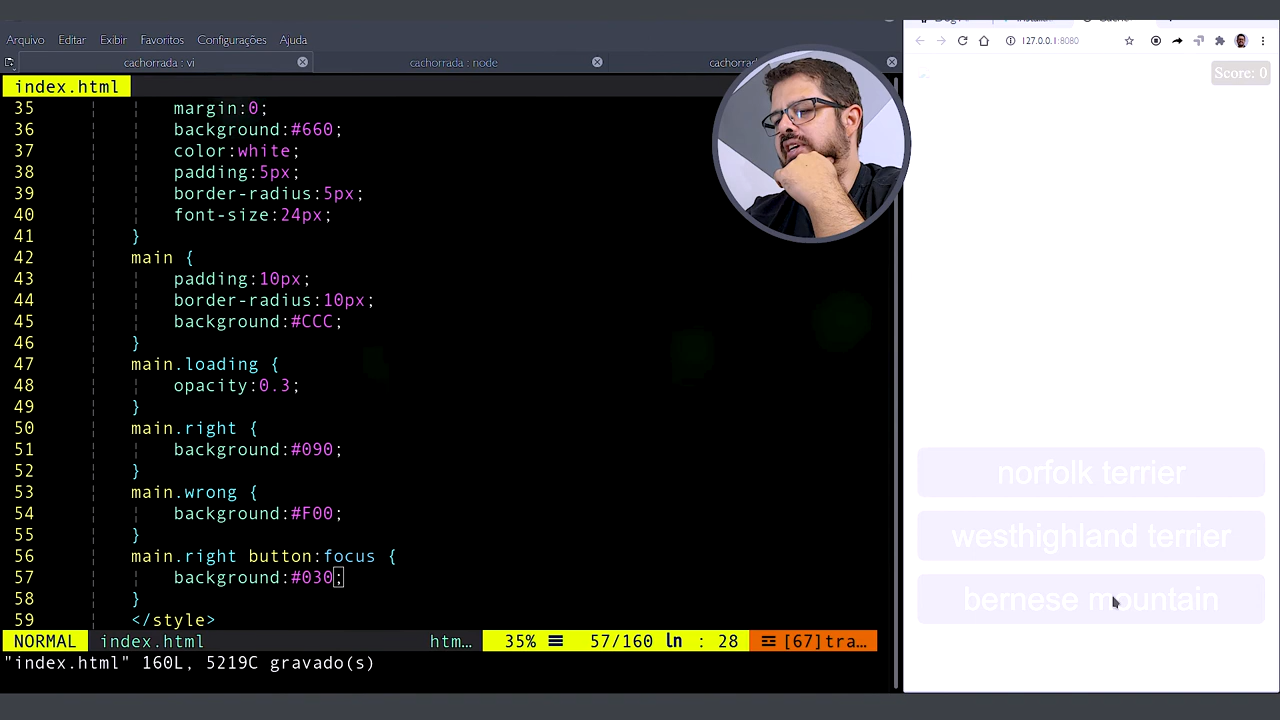 Arquivo Editar Exibir Favoritos Configurações Ajuda
cachorrada : vi
cachorrada : node
127.0.0.1:8080
index.html
Score: 0
35 margin:0;
36 background:#660;
37 color:white;
38 padding:5px;
39 border-radius:5px;
40 font-size:24px;
41 }
42 main {
43 padding:10px;
44 border-radius:10px;
45 background:#CCC;
46 }
47 main.loading {
48 opacity:0.3;
49 }
50 main.right {
51 background:#090;
52 }
53 main.wrong {
54 background:#F00;
55 }
56 main.right button:focus {
57 background:#030;
58 }
59 </style>
norfolk terrier
westhighland terrier
bernese mountain
NORMAL index.html htm… 35% 57/160 ln : 28 [67]tra…
"index.html" 160L, 5219C gravado(s)